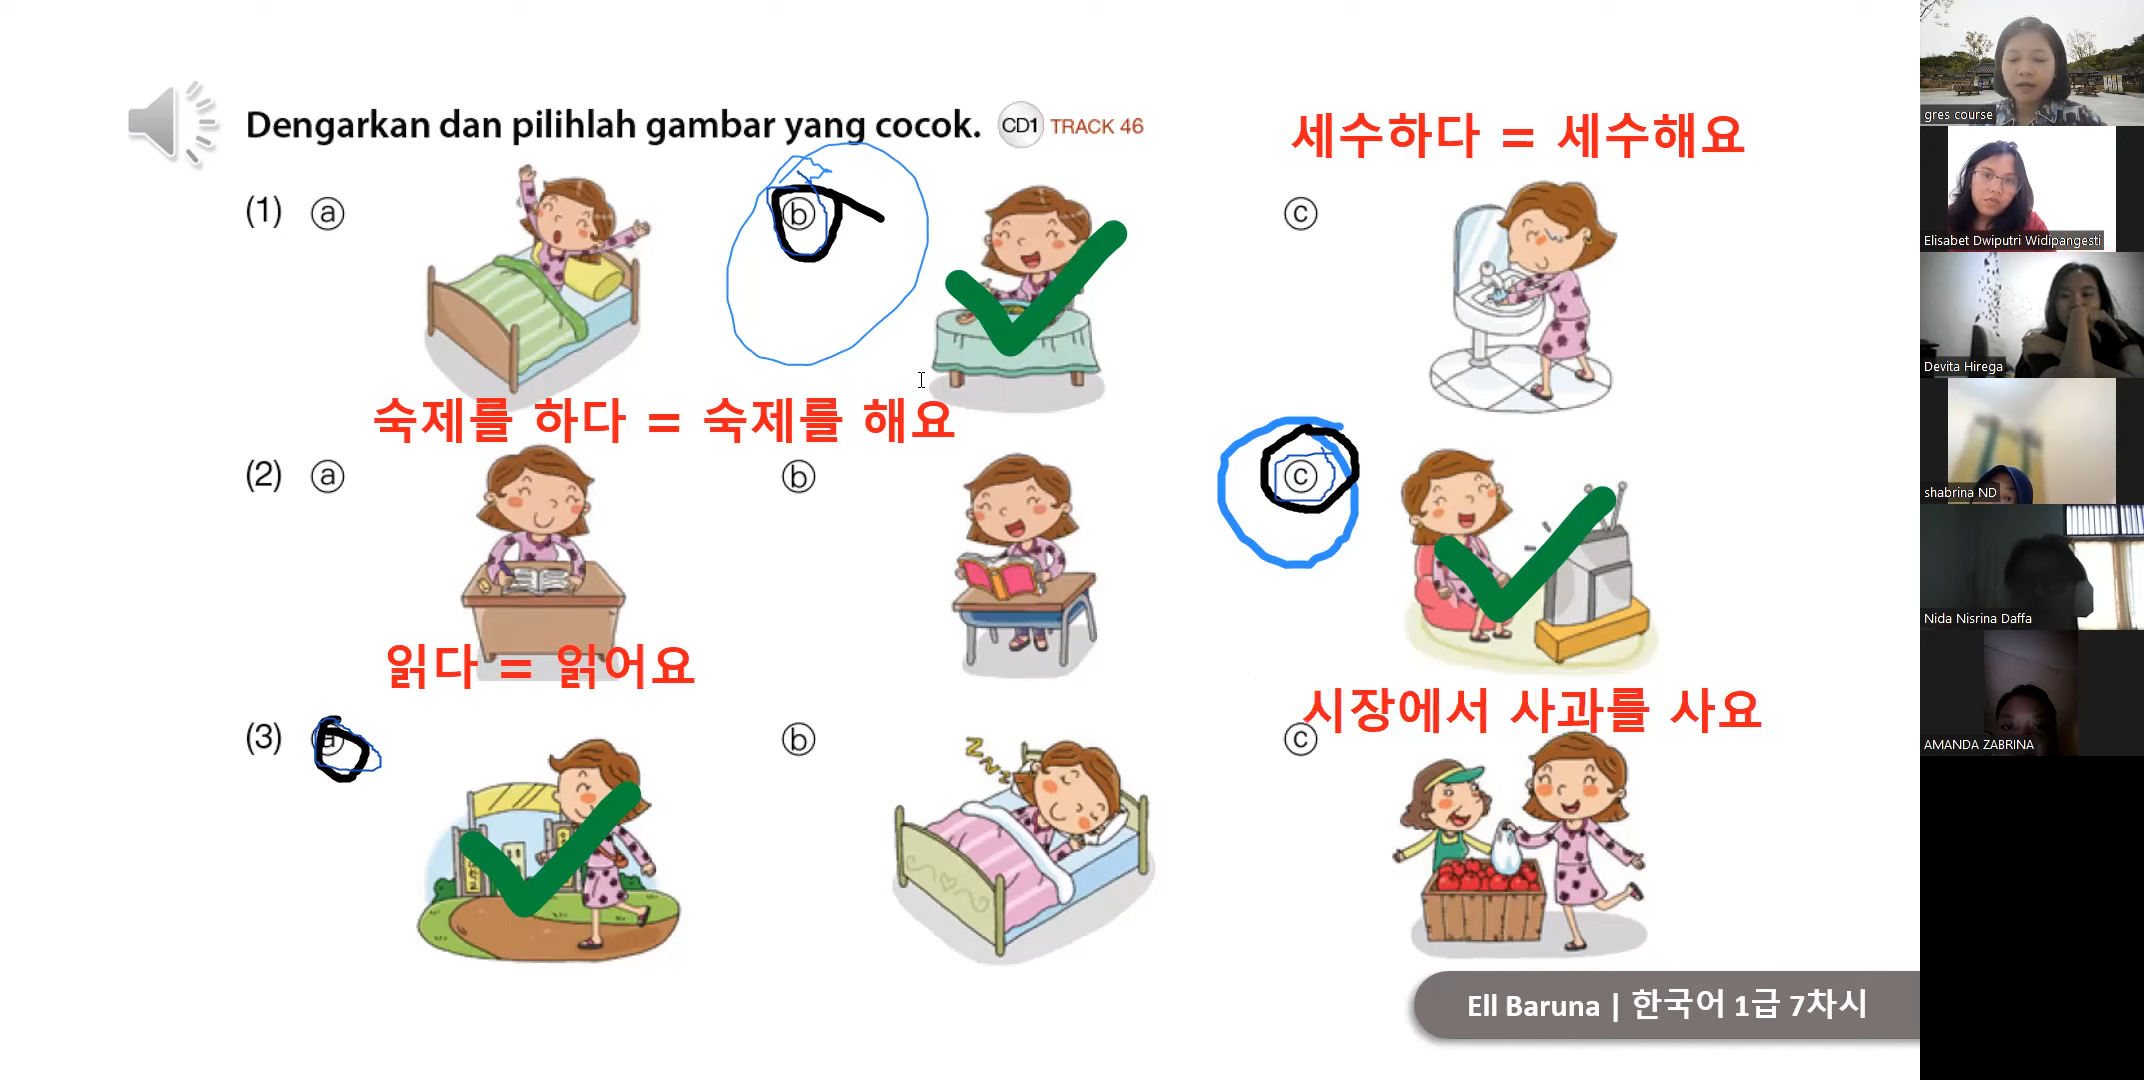 Dengarkan dan pilihlah gambar yang cocok. CD1 TRACK 46
세수하다 = 세수해요
(1) ⓐ ⓑ ⓒ
숙제를 하다 = 숙제를 해요
(2) ⓐ ⓑ ⓒ
읽다 = 읽어요
시장에서 사과를 사요
(3) ⓐ ⓑ ⓒ
Z Z Z Z
Ell Baruna | 한국어 1급 7차시
gres course
Elisabet Dwiputri Widipangesti
Devita Hirega
shabrina ND
Nida Nisrina Daffa
AMANDA ZABRINA